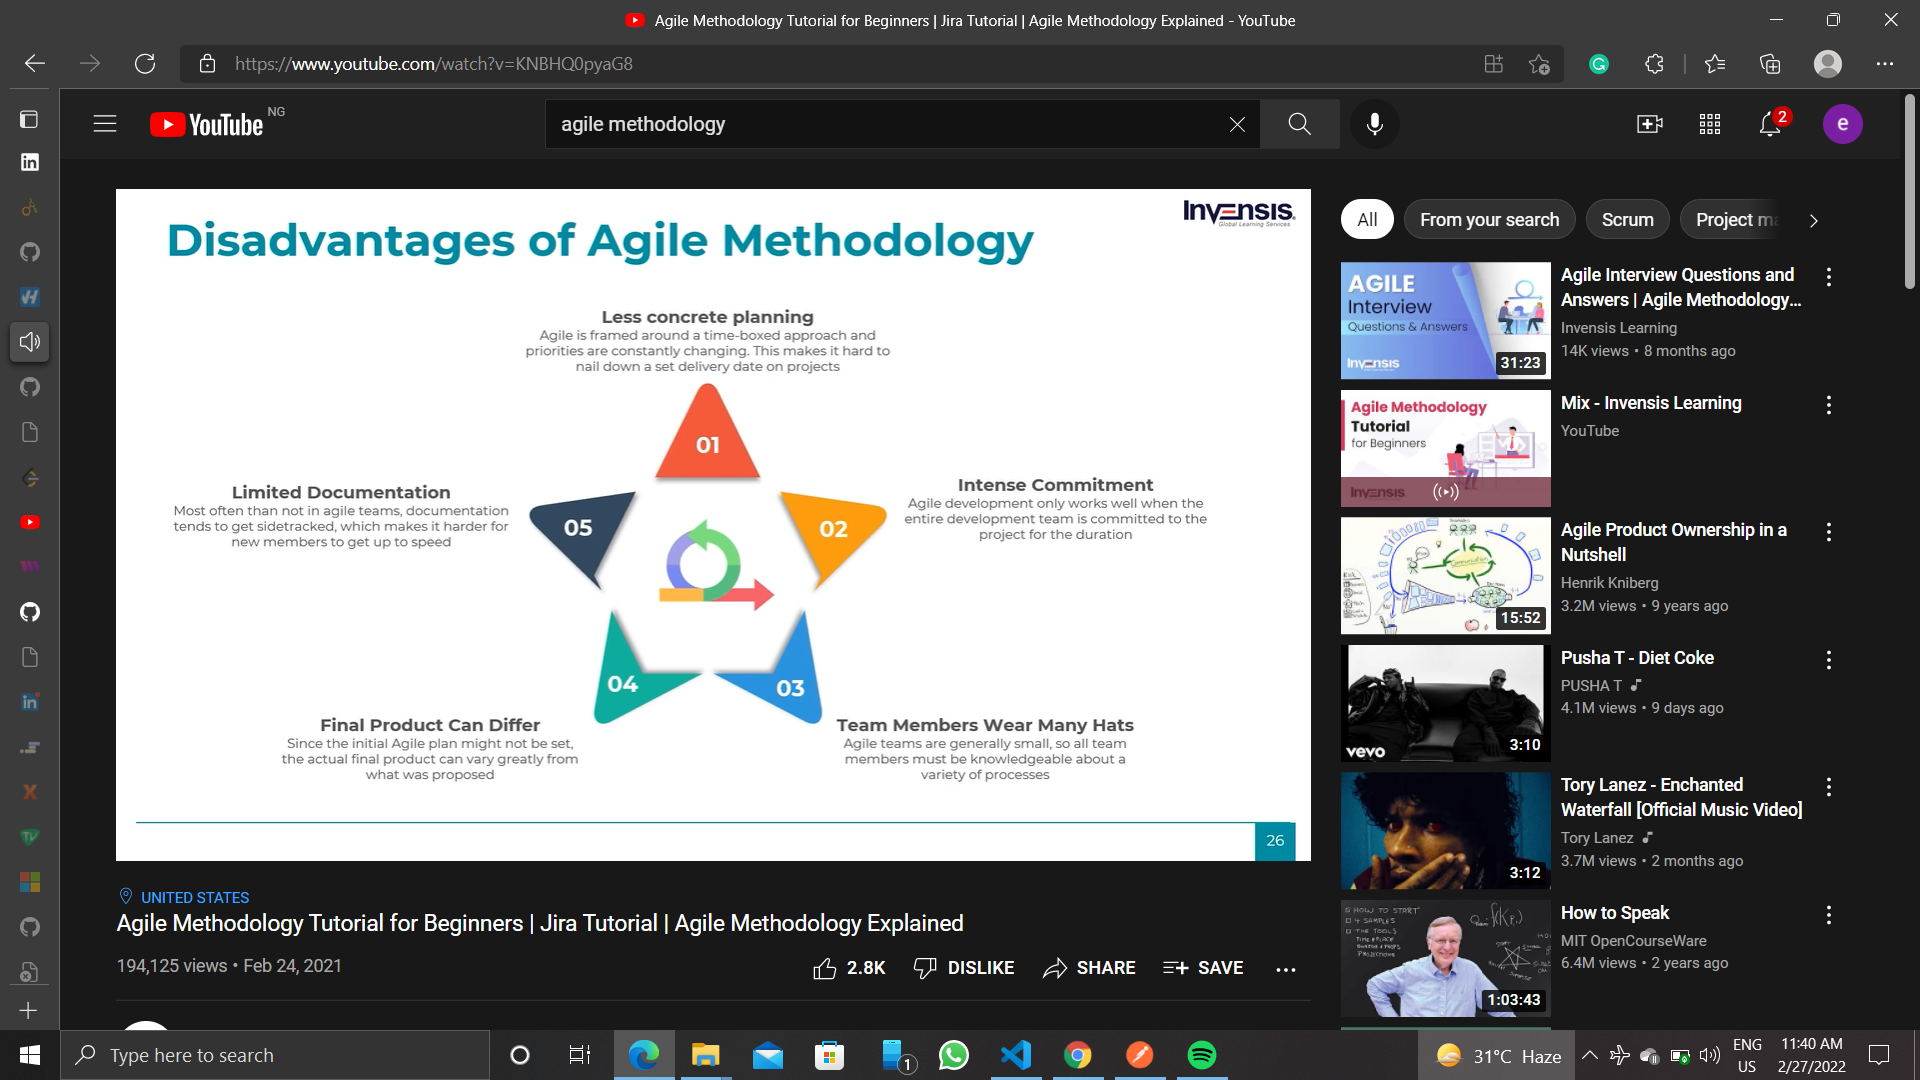 Agile Methodology Tutorial for Beginners | Jira Tutorial | Agile Methodology Explained - YouTube
https://www.youtube.com/watch?v=KNBHQ0pyaG8
YouTube NG
agile methodology
2
e
Invensis
Global Learning Services
Disadvantages of Agile Methodology
Less concrete planning
Agile is framed around a time-boxed approach and
priorities are constantly changing. This makes it hard to
nail down a set delivery date on projects
01
Intense Commitment
Agile development only works well when the
entire development team is committed to the
project for the duration
02
Team Members Wear Many Hats
Agile teams are generally small, so all team
members must be knowledgeable about a
variety of processes
03
Final Product Can Differ
Since the initial Agile plan might not be set,
the actual final product can vary greatly from
what was proposed
04
Limited Documentation
Most often than not in agile teams, documentation
tends to get sidetracked, which makes it harder for
new members to get up to speed
05
26
UNITED STATES
Agile Methodology Tutorial for Beginners | Jira Tutorial | Agile Methodology Explained
194,125 views • Feb 24, 2021
2.8K
DISLIKE
SHARE
SAVE
All
From your search
Scrum
Project ma
AGILE
Interview
Questions & Answers
Invensis
31:23
Agile Interview Questions and
Answers | Agile Methodology...
Invensis Learning
14K views • 8 months ago
Agile Methodology
Tutorial
for Beginners
Invensis
Mix - Invensis Learning
YouTube
15:52
Agile Product Ownership in a
Nutshell
Henrik Kniberg
3.2M views • 9 years ago
vevo
3:10
Pusha T - Diet Coke
PUSHA T
4.1M views • 9 days ago
3:12
Tory Lanez - Enchanted
Waterfall [Official Music Video]
Tory Lanez
3.7M views • 2 months ago
HOW TO START
4 SAMPLES
THE TOOLS
1:03:43
How to Speak
MIT OpenCourseWare
6.4M views • 2 years ago
Type here to search
1
31°C Haze
ENG
US
11:40 AM
2/27/2022